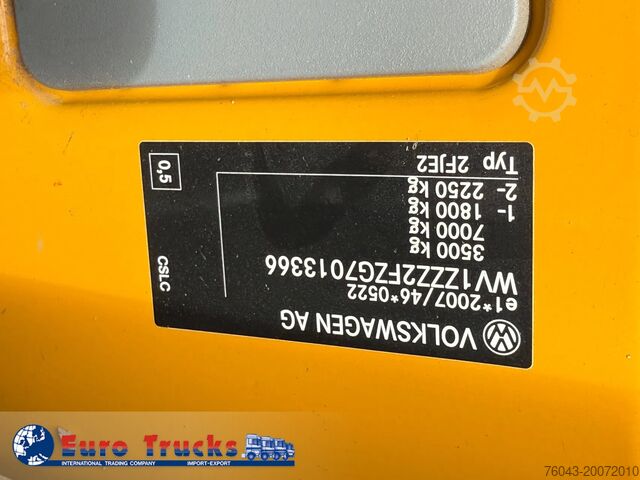 VOLKSWAGEN AG
e1*2007/46*0522
WV1ZZZ2FZG7013366
3500 kg
7000 kg
1- 1800 kg
2- 2250 kg
Typ 2FJE2
CSLC
0,5
Euro Trucks
INTERNATIONAL TRADING COMPANY IMPORT-EXPORT
76043-20072010